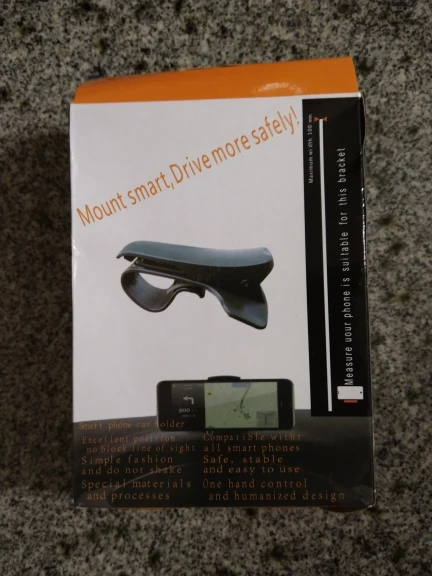 Mount smart, Drive more safely!
Maximum width 100 mm
Measure your phone is suitable for this bracket
800
Smart phone car holder
Excellent position
no block line of sight
Simple fashion
and do not shake
Special materials
and processes
Compatible with
all smart phones
Safe, stable
and easy to use
One hand control
and humanized design